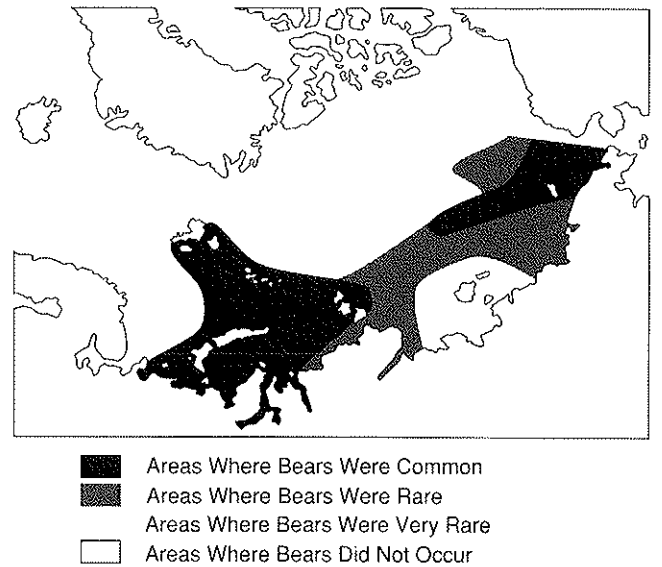 Areas Where Bears Were Common
Areas Where Bears Were Rare
Areas Where Bears Were Very Rare
Areas Where Bears Did Not Occur